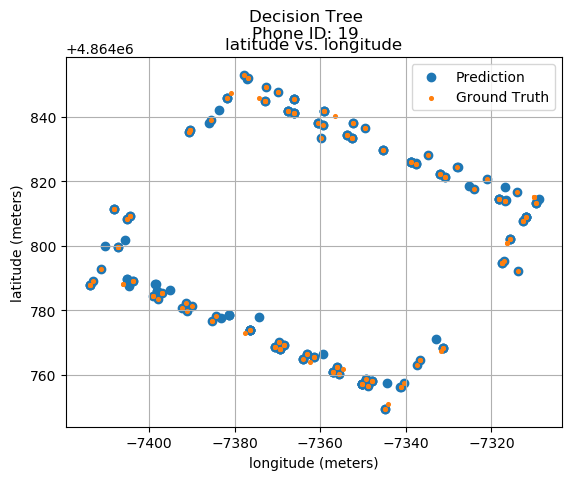 Decision Tree
Phone ID: 19
latitude vs. longitude
+4.864e6
Prediction
Ground Truth
840
820
800
780
760
latitude (meters)
−7400
−7380
−7360
−7340
−7320
longitude (meters)